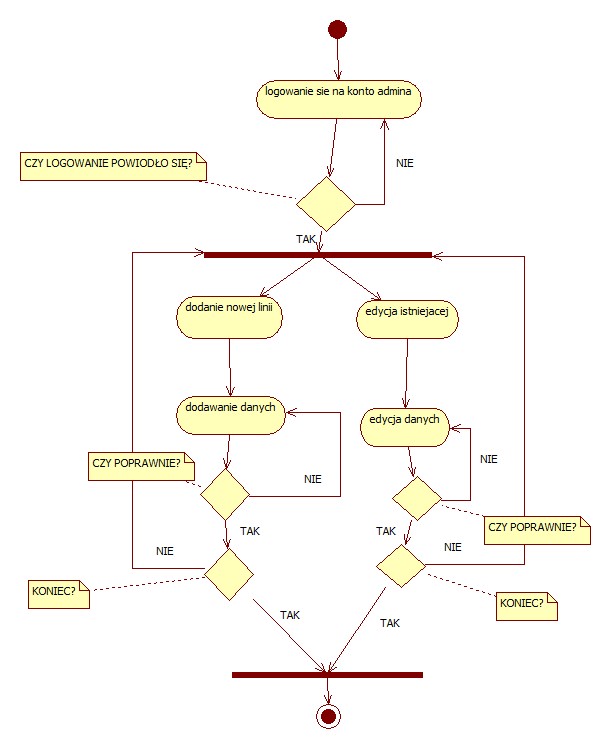 logowanie sie na konto admina
CZY LOGOWANIE POWIODŁO SIĘ?
NIE
TAK
dodanie nowej linii
edycja istniejacej
dodawanie danych
edycja danych
CZY POPRAWNIE?
NIE
NIE
CZY POPRAWNIE?
TAK
TAK
NIE
NIE
KONIEC?
KONIEC?
TAK
TAK